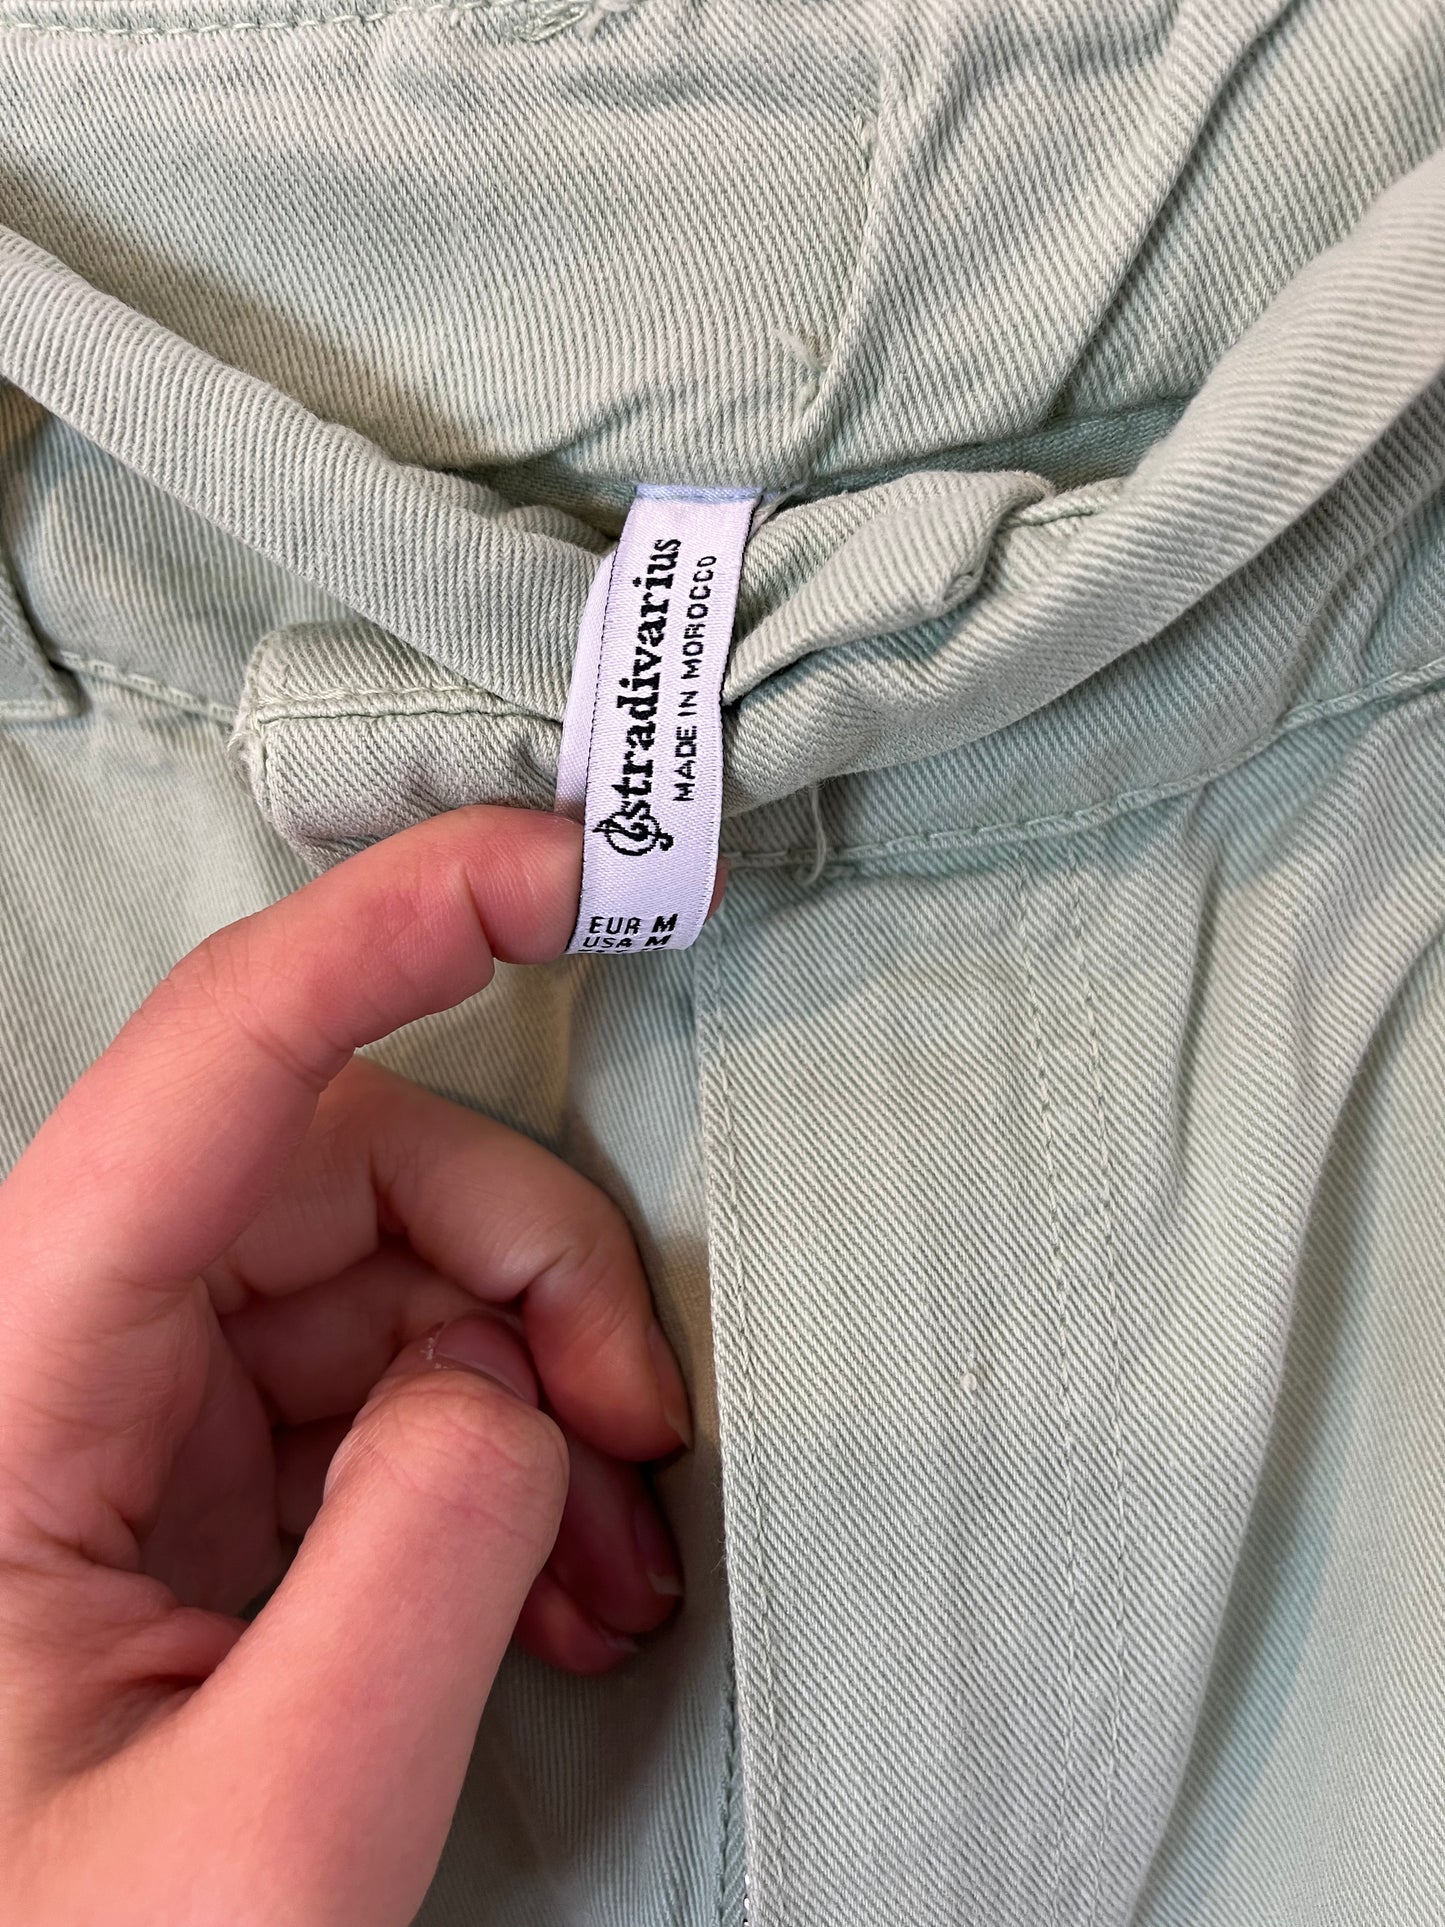 Stradivarius
MADE IN MOROCCO
EUR M
USA M